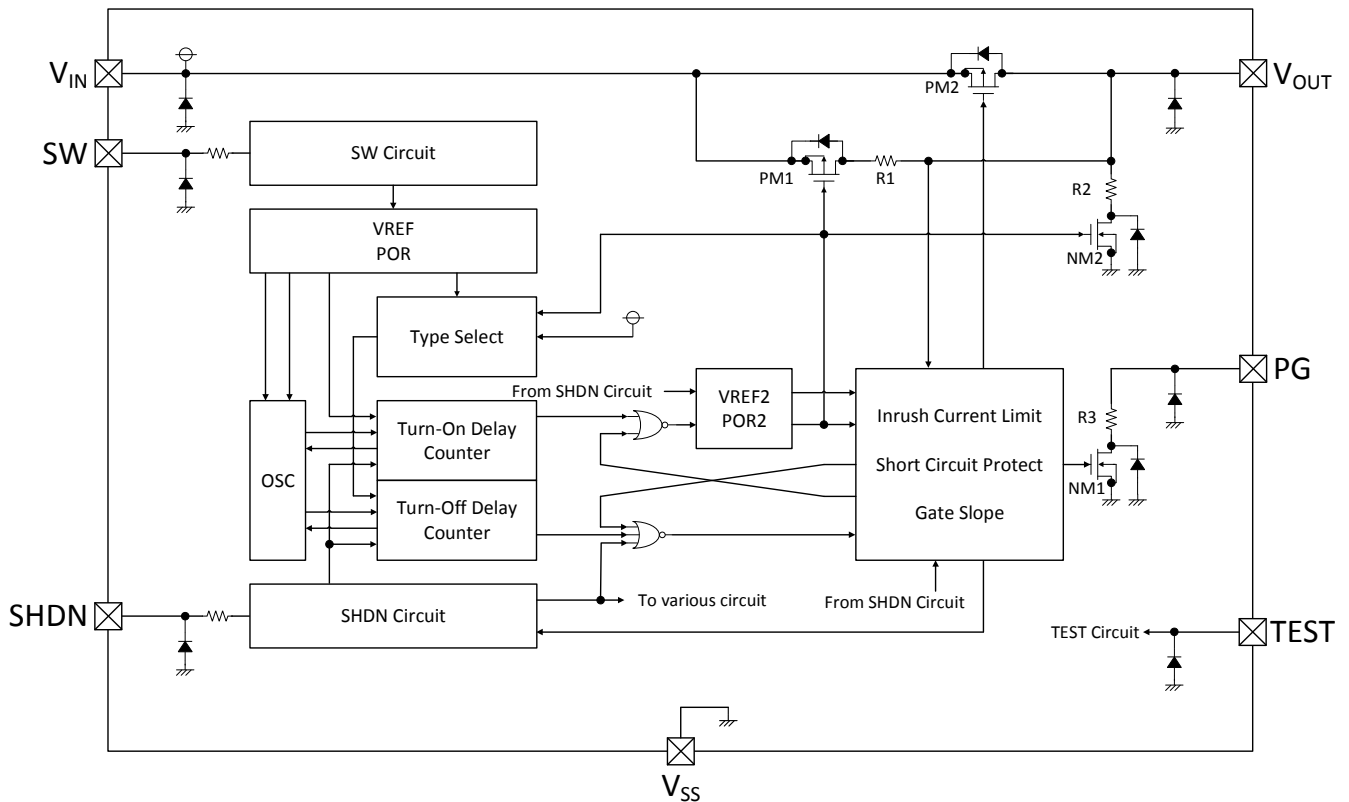 VIN
PM2
VOUT
SW
SW Circuit
PM1
R1
R2
VREF
POR
NM2
Type Select
From SHDN Circuit
VREF2
POR2
PG
R3
OSC
Turn-On Delay
Counter
Inrush Current Limit
Short Circuit Protect
Gate Slope
NM1
Turn-Off Delay
Counter
SHDN
SHDN Circuit
To various circuit
From SHDN Circuit
TEST Circuit
TEST
VSS